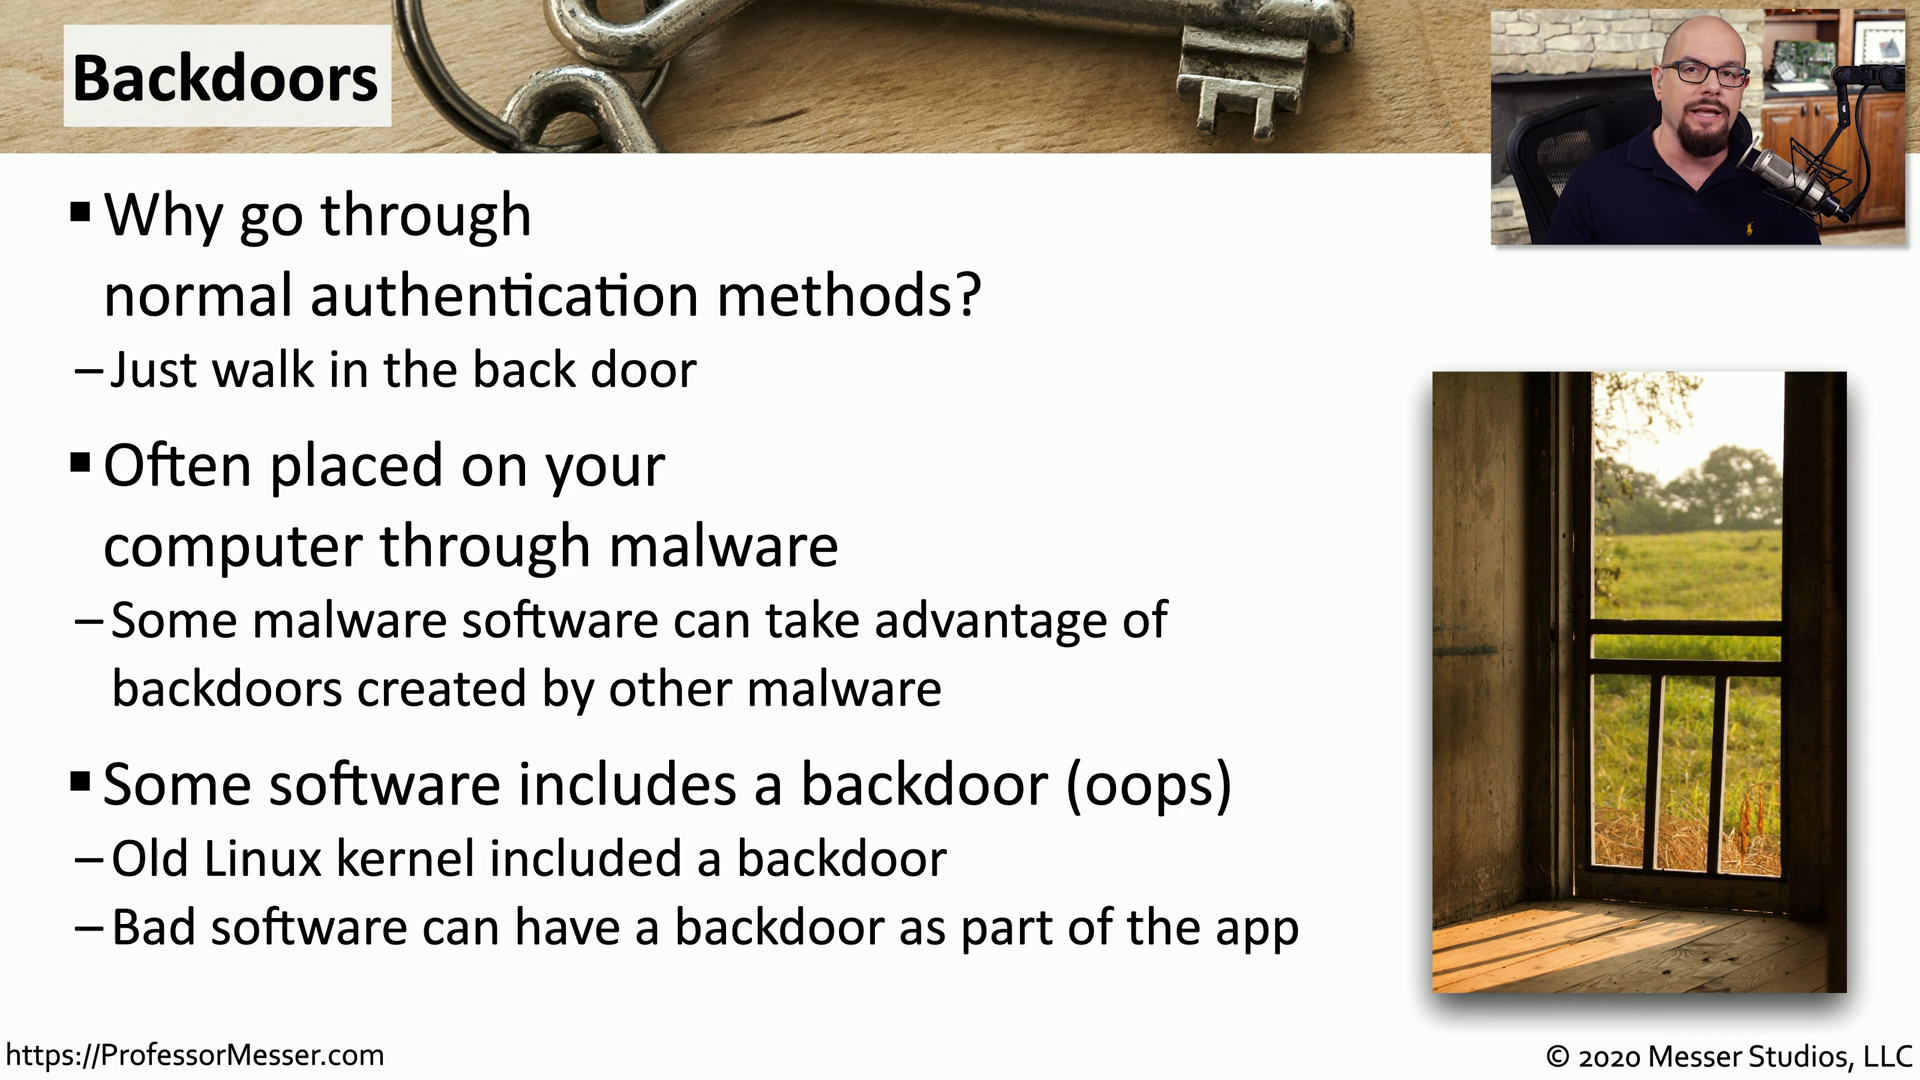 Backdoors
▪ Why go through
normal authentication methods?
– Just walk in the back door
▪ Often placed on your
computer through malware
– Some malware software can take advantage of
backdoors created by other malware
▪ Some software includes a backdoor (oops)
– Old Linux kernel included a backdoor
– Bad software can have a backdoor as part of the app
https://ProfessorMesser.com
© 2020 Messer Studios, LLC